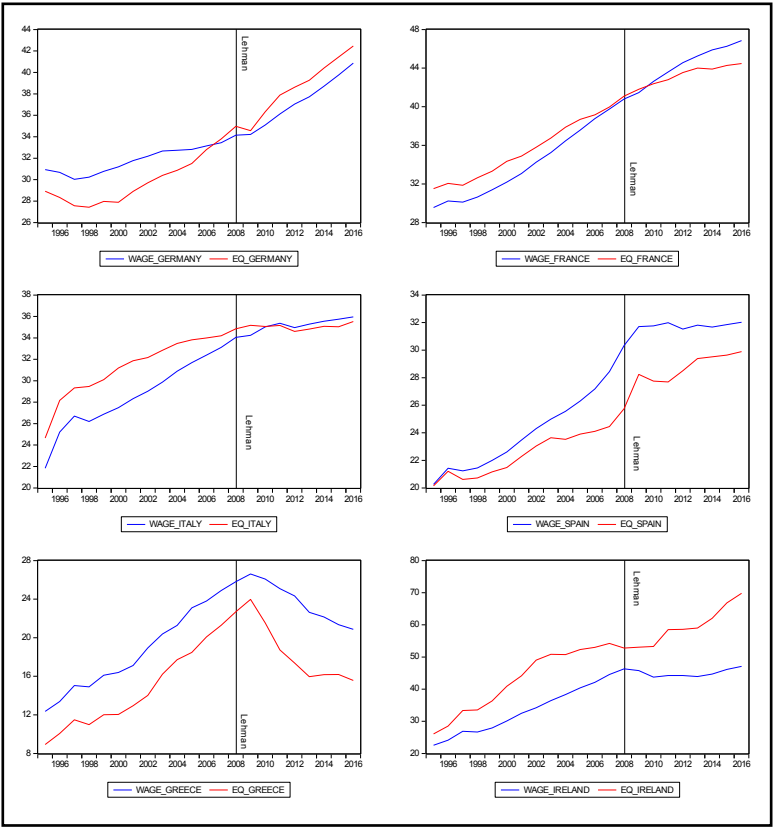 44
42
40
38
36
34
32
30
28
26
Lehman
1996 1998 2000 2002 2004 2006 2008 2010 2012 2014 2016
WAGE_GERMANY EQ_GERMANY
48
44
40
36
32
28
Lehman
1996 1998 2000 2002 2004 2006 2008 2010 2012 2014 2016
WAGE_FRANCE EQ_FRANCE
38
36
34
32
30
28
26
24
22
20
Lehman
1996 1998 2000 2002 2004 2006 2008 2010 2012 2014 2016
WAGE_ITALY EQ_ITALY
34
32
30
28
26
24
22
20
Lehman
1996 1998 2000 2002 2004 2006 2008 2010 2012 2014 2016
WAGE_SPAIN EQ_SPAIN
28
24
20
16
12
8
Lehman
1996 1998 2000 2002 2004 2006 2008 2010 2012 2014 2016
WAGE_GREECE EQ_GREECE
80
70
60
50
40
30
20
Lehman
1996 1998 2000 2002 2004 2006 2008 2010 2012 2014 2016
WAGE_IRELAND EQ_IRELAND